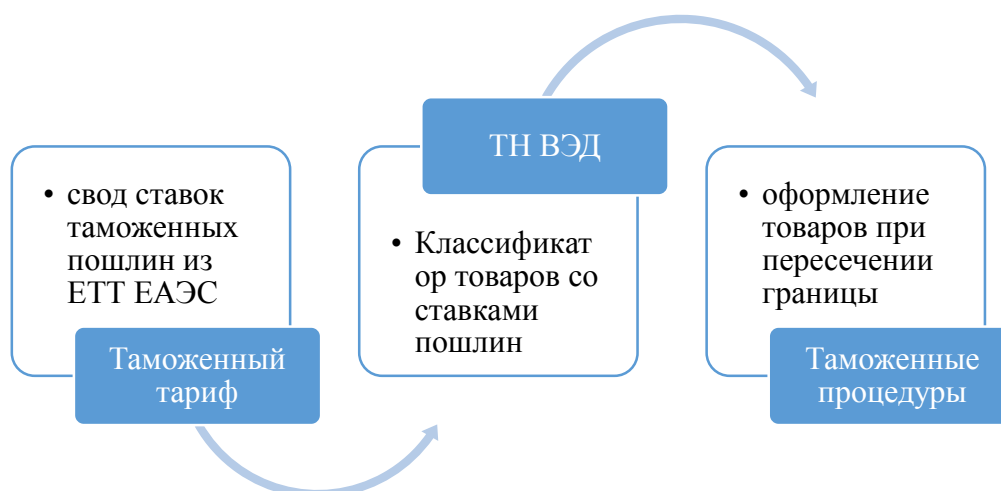 • свод ставок
таможенных
пошлин из
ЕТТ ЕАЭС
Таможенный
тариф
ТН ВЭД
• Классификат
ор товаров со
ставками
пошлин
• оформление
товаров при
пересечении
границы
Таможенные
процедуры